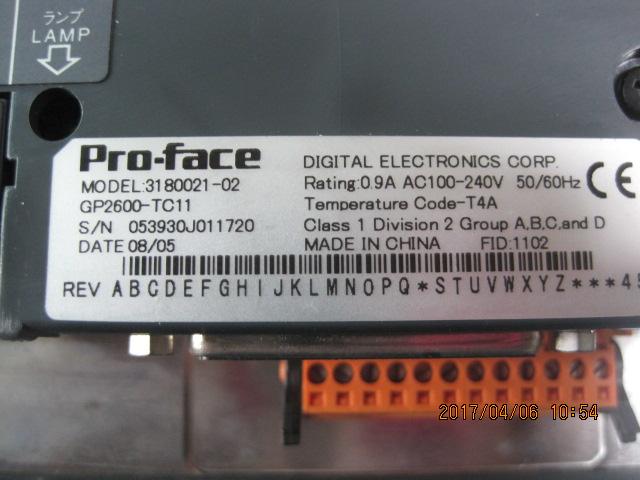 ランプ
LAMP
Pro-face
MODEL:3180021-02
GP2600-TC11
S/N 053930J011720
DATE 08/05
DIGITAL ELECTRONICS CORP.
Rating:0.9A AC100-240V 50/60Hz
Temperature Code-T4A
Class 1 Division 2 Group A,B,C,and D
MADE IN CHINA FID:1102
CE
REV A B C D E F G H I J K L M N O P Q * S T U V W X Y Z * * * 4
2017/04/06 10:54